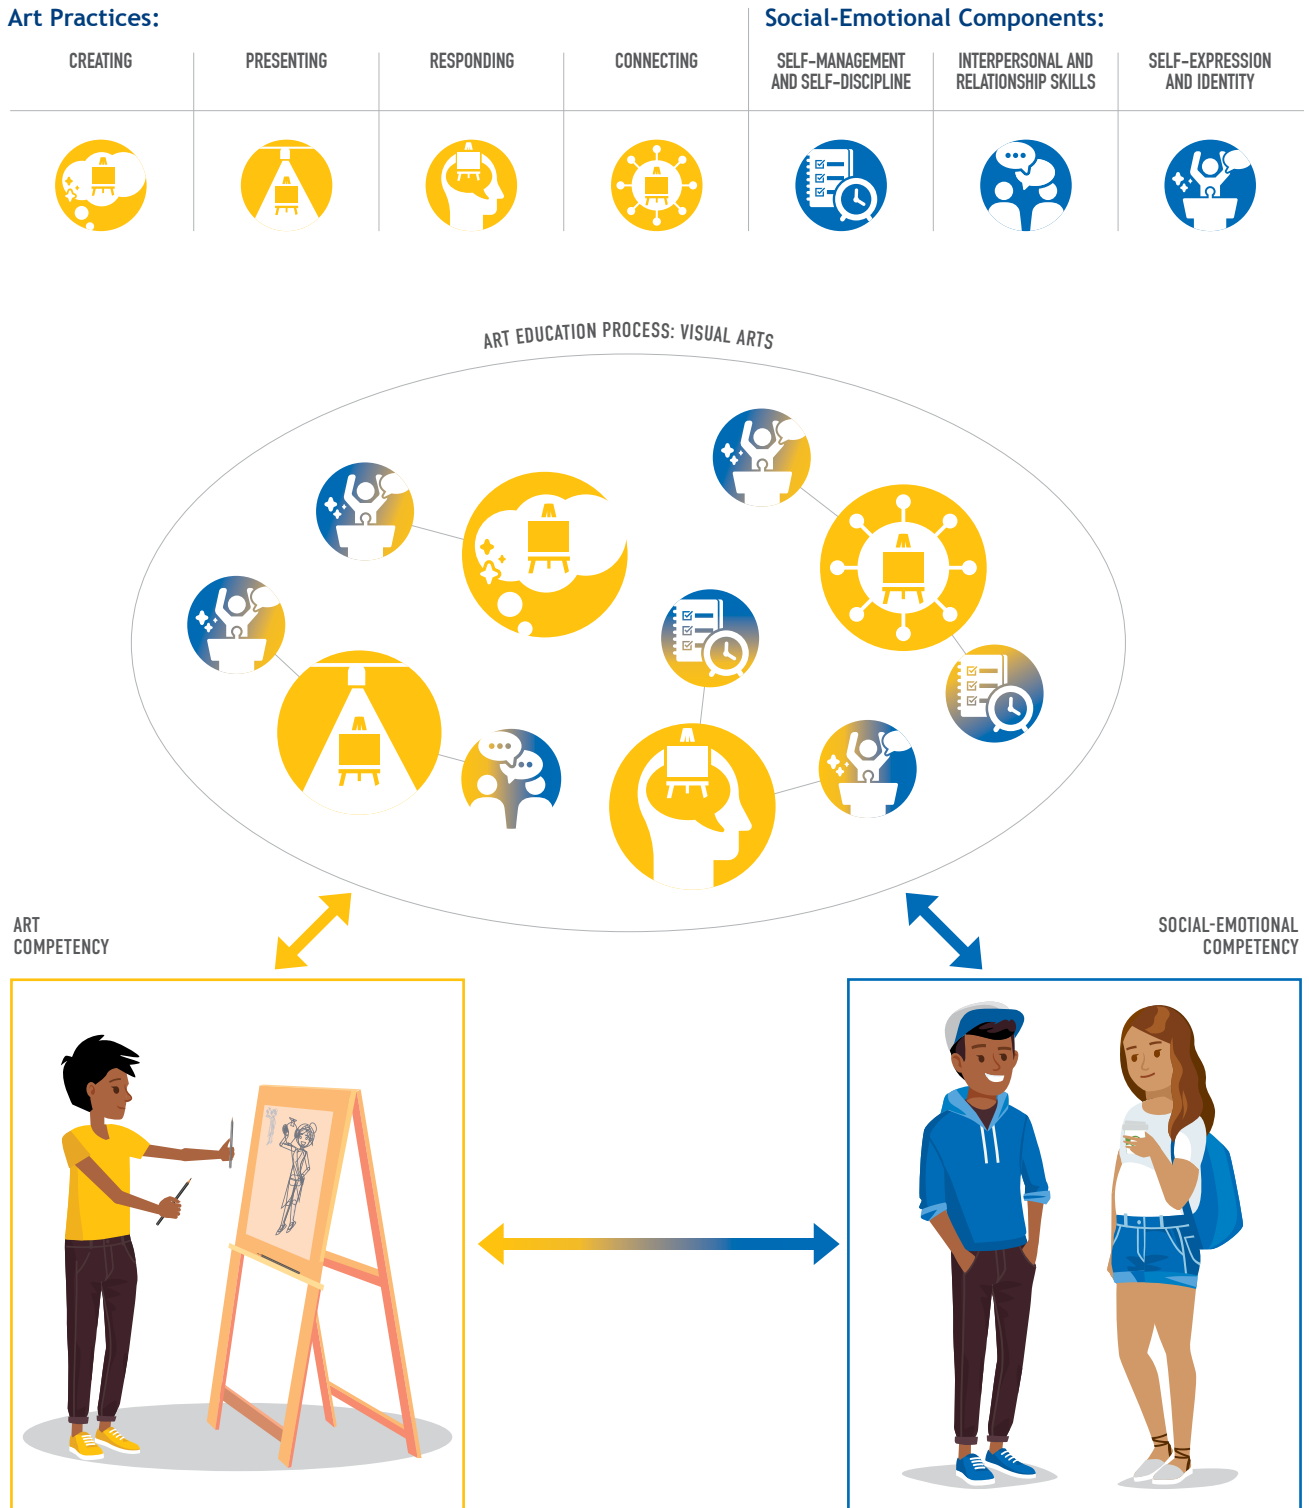 Art Practices:
Social-Emotional Components:
CREATING
PRESENTING
RESPONDING
CONNECTING
SELF-MANAGEMENT
AND SELF-DISCIPLINE
INTERPERSONAL AND
RELATIONSHIP SKILLS
SELF-EXPRESSION
AND IDENTITY
ART EDUCATION PROCESS: VISUAL ARTS
ART
COMPETENCY
SOCIAL-EMOTIONAL
COMPETENCY